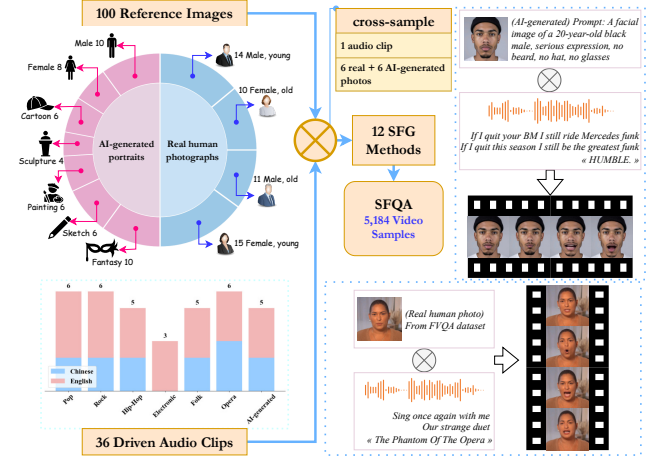 100 Reference Images
Male 10
Female 8
Cartoon 6
Sculpture 4
Painting 6
Sketch 6
Fantasy 10
AI-generated
portraits
Real human
photographs
14 Male, young
10 Female, old
11 Male, old
15 Female, young
cross-sample
1 audio clip
6 real + 6 AI-generated
photos
12 SFG
Methods
SFQA
5,184 Video
Samples
(AI-generated) Prompt: A facial
image of a 20-year-old black
male, serious expression, no
beard, no hat, no glasses
If I quit your BM I still ride Mercedes funk
If I quit this season I still be the greatest funk
« HUMBLE. »
6
6
5
3
5
6
5
Chinese
English
Pop
Rock
Hip-Hop
Electronic
Folk
Opera
AI-generated
36 Driven Audio Clips
(Real human photo)
From FVQA dataset
Sing once again with me
Our strange duet
« The Phantom Of The Opera »